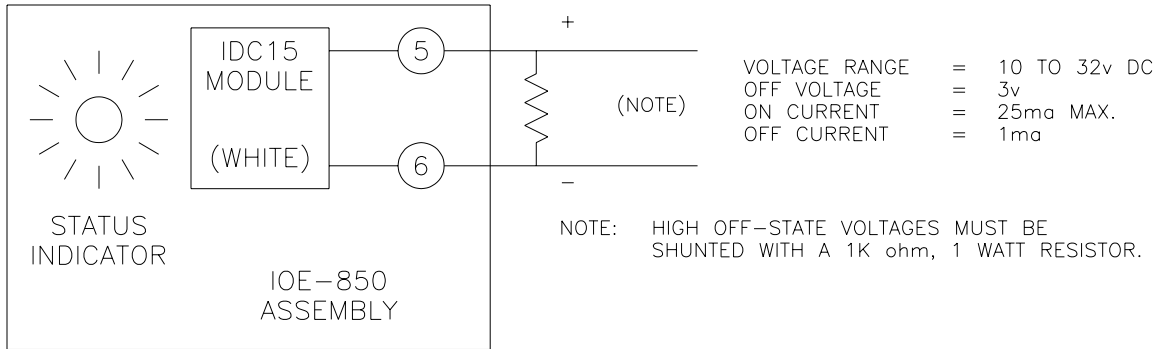 IDC15
MODULE
(WHITE)
5
6
+
(NOTE)
−
VOLTAGE RANGE = 10 TO 32v DC
OFF VOLTAGE = 3v
ON CURRENT = 25ma MAX.
OFF CURRENT = 1ma
STATUS
INDICATOR
IOE−850
ASSEMBLY
NOTE: HIGH OFF−STATE VOLTAGES MUST BE
SHUNTED WITH A 1K ohm, 1 WATT RESISTOR.